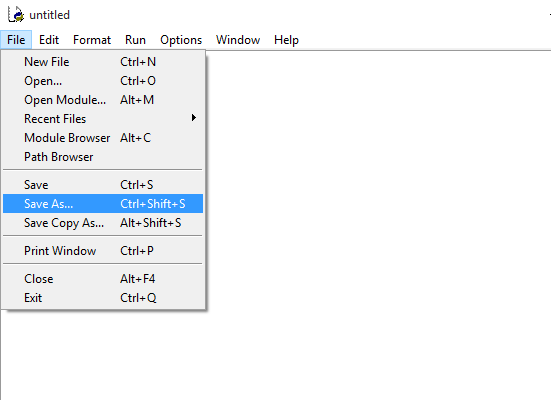 untitled
File Edit Format Run Options Window Help
New File Ctrl+N
Open... Ctrl+O
Open Module... Alt+M
Recent Files
Module Browser Alt+C
Path Browser
Save Ctrl+S
Save As... Ctrl+Shift+S
Save Copy As... Alt+Shift+S
Print Window Ctrl+P
Close Alt+F4
Exit Ctrl+Q